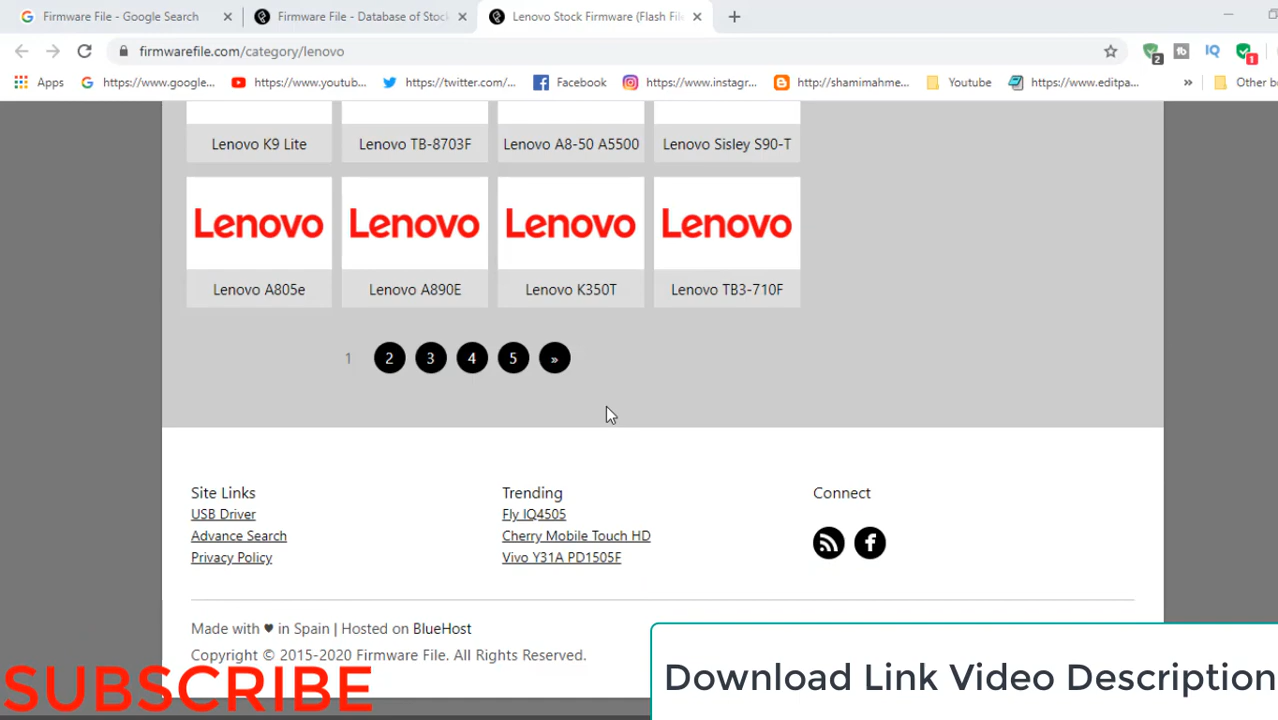 Firmware File - Google Search
Firmware File - Database of Stock
Lenovo Stock Firmware (Flash File
firmwarefile.com/category/lenovo
2
IQ
1
Apps
https://www.google...
https://www.youtub...
https://twitter.com/...
Facebook
https://www.instagr...
http://shamimahme...
Youtube
https://www.editpa...
»
Other b
Lenovo K9 Lite
Lenovo TB-8703F
Lenovo A8-50 A5500
Lenovo Sisley S90-T
Lenovo
Lenovo
Lenovo
Lenovo
Lenovo A805e
Lenovo A890E
Lenovo K350T
Lenovo TB3-710F
1 2 3 4 5 »
Site Links
USB Driver
Advance Search
Privacy Policy
Trending
Fly IQ4505
Cherry Mobile Touch HD
Vivo Y31A PD1505F
Connect
Made with ♥ in Spain | Hosted on BlueHost
Copyright © 2015-2020 Firmware File. All Rights Reserved.
SUBSCRIBE
Download Link Video Description